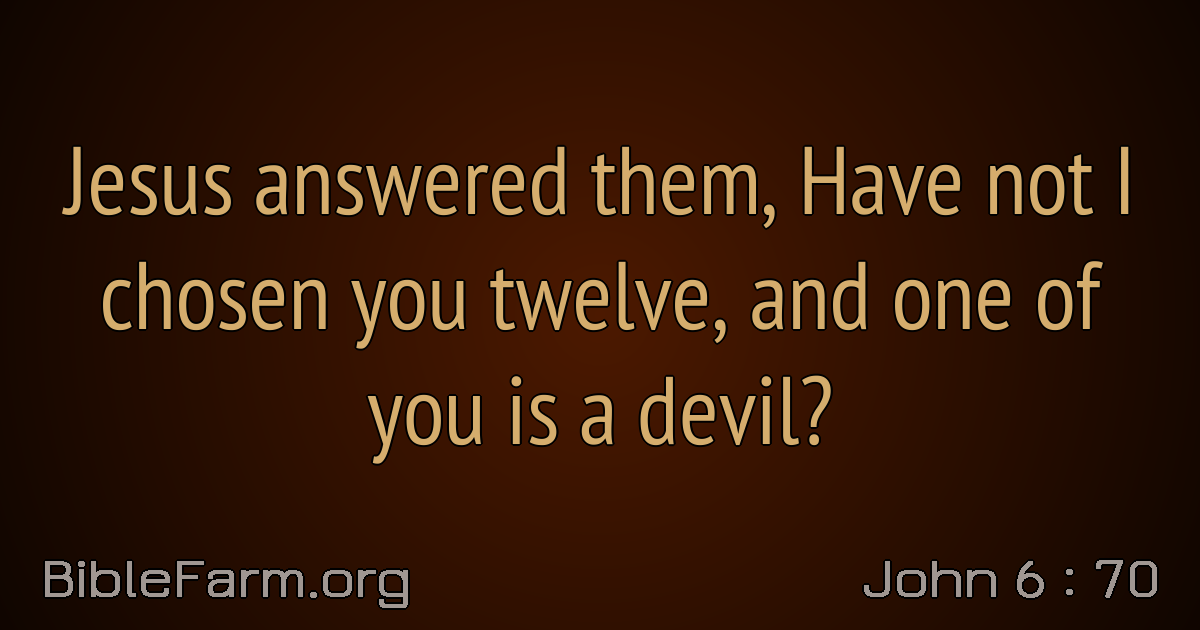 Jesus answered them, Have not I
chosen you twelve, and one of
you is a devil?
BibleFarm.org
John 6 : 70